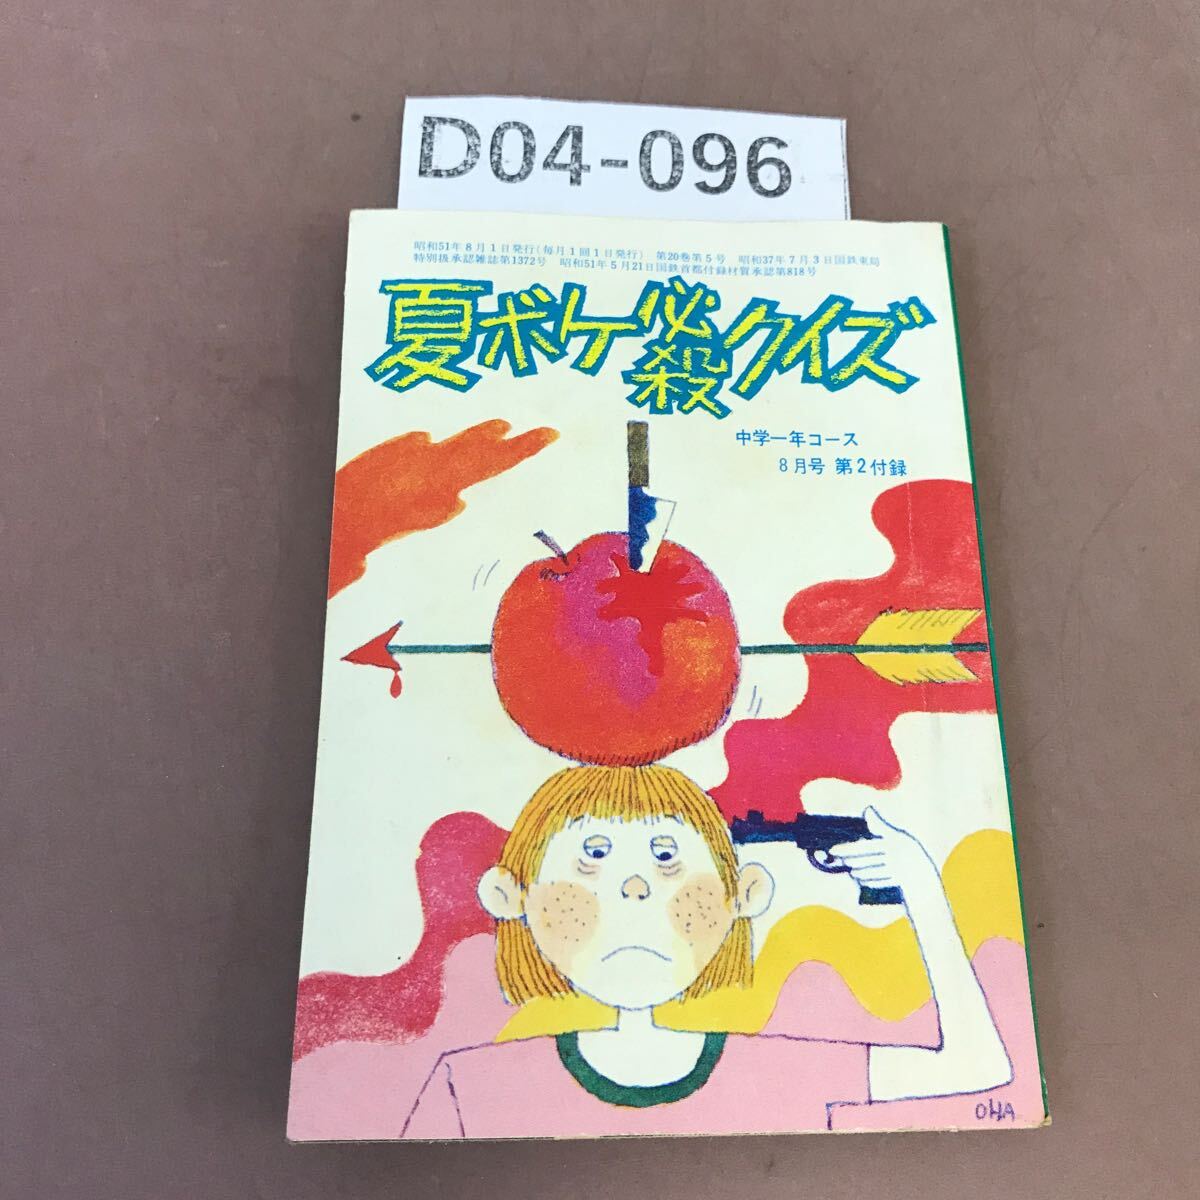 D04-096
昭和51年8月1日発行(毎月1回1日発行) 第20巻第5号 昭和37年7月3日国鉄東局
特別扱承認雑誌第1372号 昭和51年5月21日国鉄首都付録材質承認第818号
夏ボケ必殺クイズ
中学一年コース
8月号 第2付録
OHA